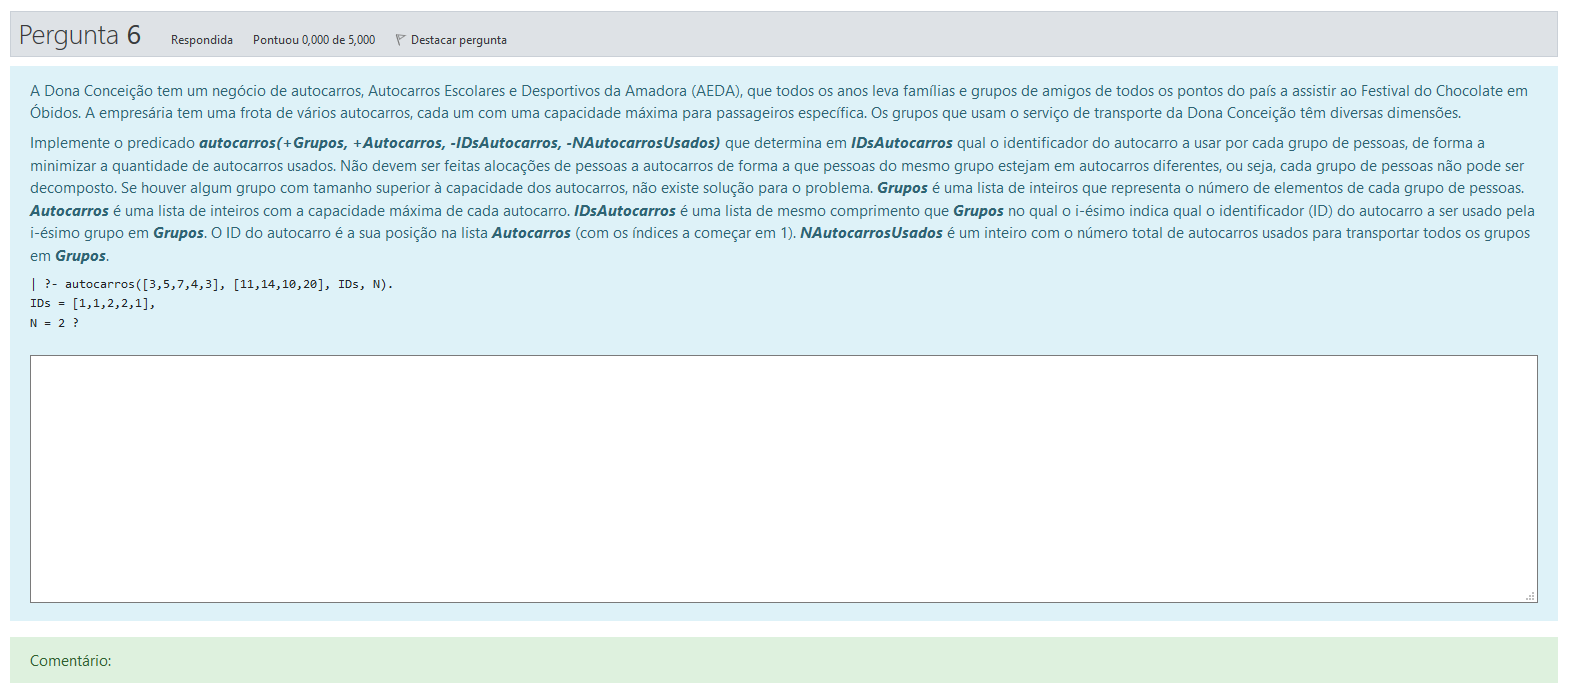 Pergunta 6 Respondida Pontuou 0,000 de 5,000 Destacar pergunta
A Dona Conceição tem um negócio de autocarros, Autocarros Escolares e Desportivos da Amadora (AEDA), que todos os anos leva famílias e grupos de amigos de todos os pontos do país a assistir ao Festival do Chocolate em
Óbidos. A empresária tem uma frota de vários autocarros, cada um com uma capacidade máxima para passageiros específica. Os grupos que usam o serviço de transporte da Dona Conceição têm diversas dimensões.
Implemente o predicado autocarros(+Grupos, +Autocarros, -IDsAutocarros, -NAutocarrosUsados) que determina em IDsAutocarros qual o identificador do autocarro a usar por cada grupo de pessoas, de forma a
minimizar a quantidade de autocarros usados. Não devem ser feitas alocações de pessoas a autocarros de forma a que pessoas do mesmo grupo estejam em autocarros diferentes, ou seja, cada grupo de pessoas não pode ser
decomposto. Se houver algum grupo com tamanho superior à capacidade dos autocarros, não existe solução para o problema. Grupos é uma lista de inteiros que representa o número de elementos de cada grupo de pessoas.
Autocarros é uma lista de inteiros com a capacidade máxima de cada autocarro. IDsAutocarros é uma lista de mesmo comprimento que Grupos no qual o i-ésimo indica qual o identificador (ID) do autocarro a ser usado pela
i-ésimo grupo em Grupos. O ID do autocarro é a sua posição na lista Autocarros (com os índices a começar em 1). NAutocarrosUsados é um inteiro com o número total de autocarros usados para transportar todos os grupos
em Grupos.
| ?- autocarros([3,5,7,4,3], [11,14,10,20], IDs, N).
IDs = [1,1,2,2,1],
N = 2 ?
Comentário: